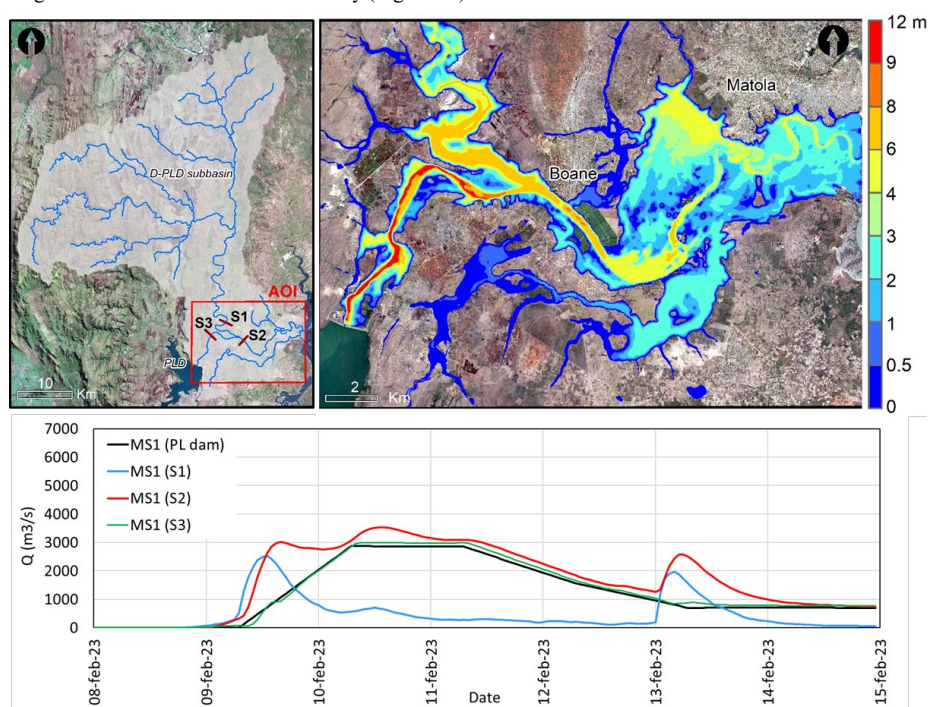 12 m
9
8
6
4
3
2
1
0.5
0
D-PLD subbasin
AOI
S3
S1
S2
PLD
10
Km
Matola
Boane
2
Km
7000
6000
5000
4000
3000
2000
1000
0
Q (m3/s)
MS1 (PL dam)
MS1 (S1)
MS1 (S2)
MS1 (S3)
08-feb-23
09-feb-23
10-feb-23
11-feb-23
12-feb-23
13-feb-23
14-feb-23
15-feb-23
Date